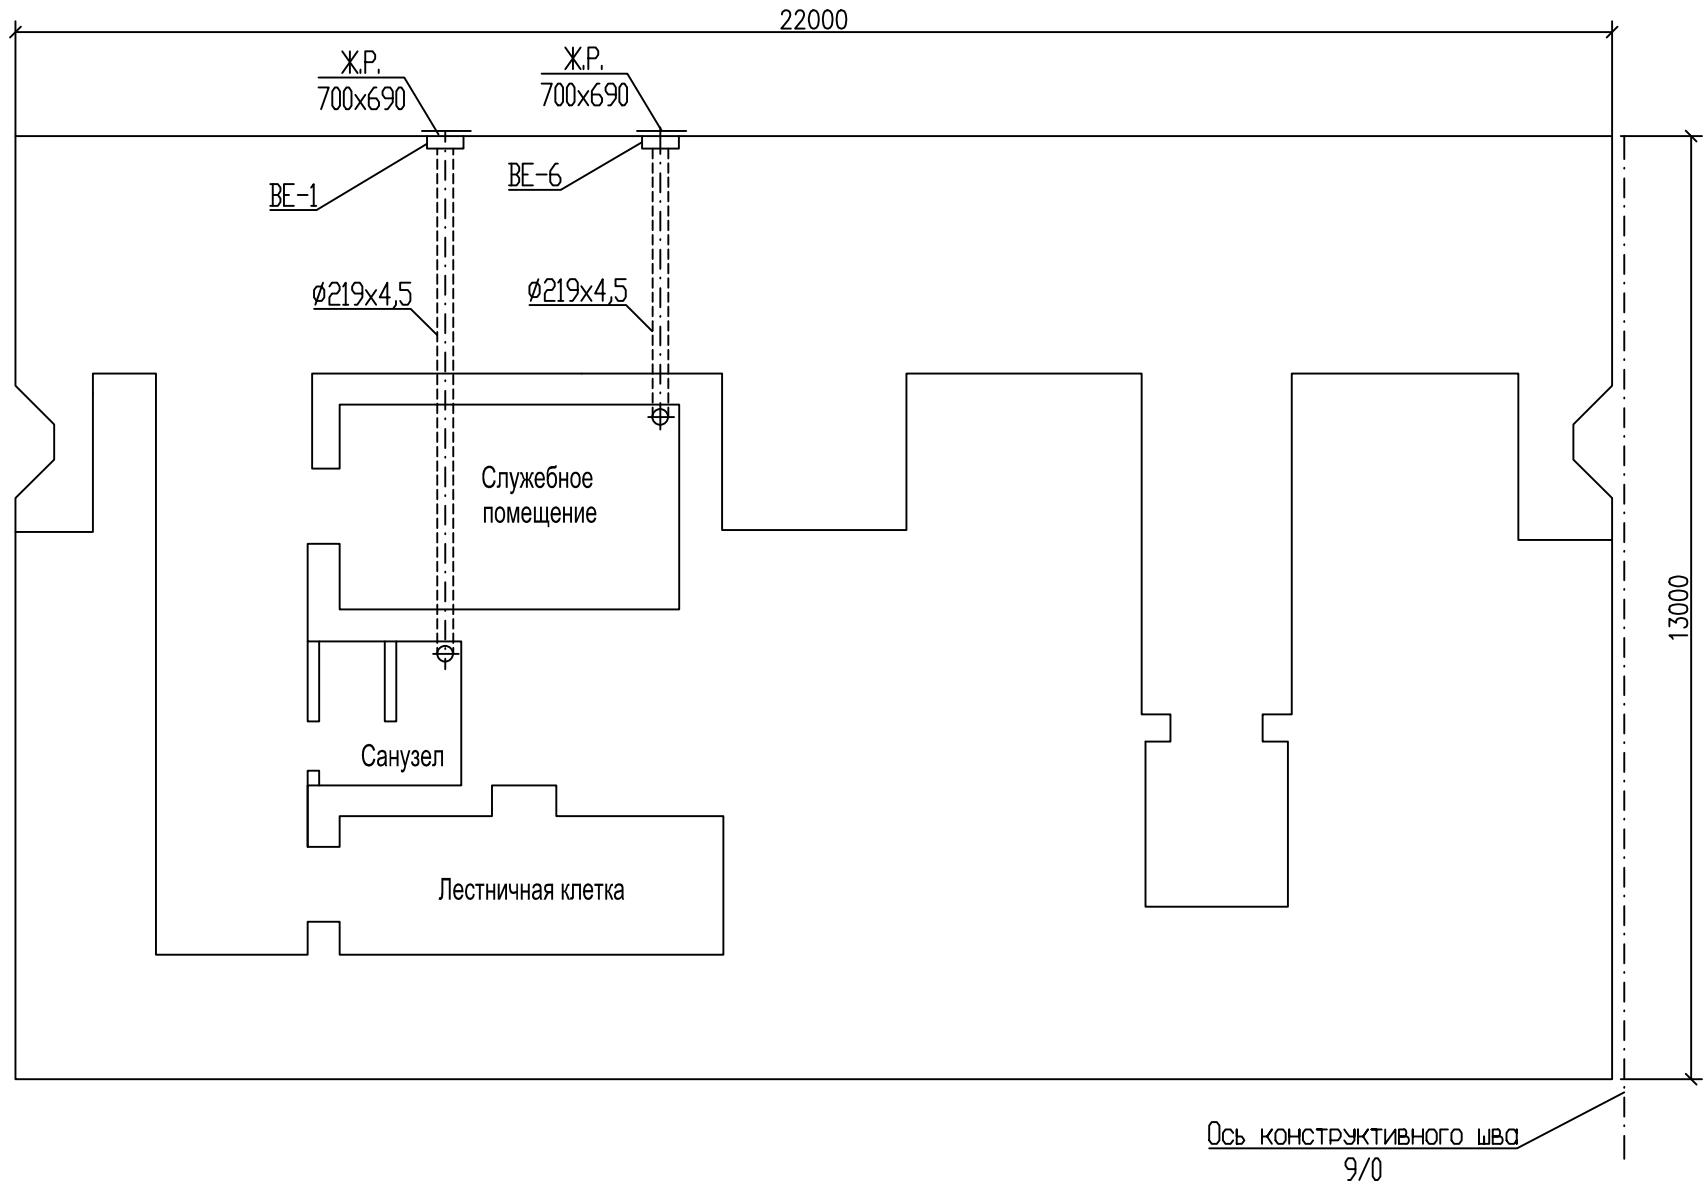 22000
Ж.Р.
700х690
Ж.Р.
700х690
ВЕ-1
ВЕ-6
Ø219х4,5
Ø219х4,5
Служебное
помещение
13000
Санузел
Лестничная клетка
Ось конструктивного шва
9/0